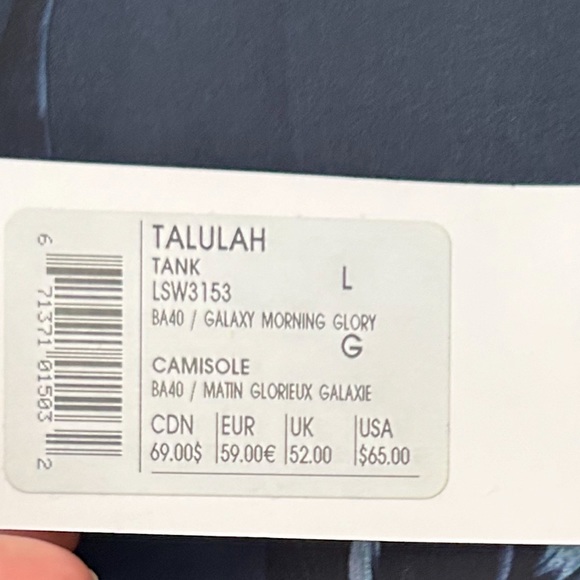 TALULAH
TANK
L
LSW3153
BA40 / GALAXY MORNING GLORY
G
CAMISOLE
BA40 / MATIN GLORIEUX GALAXIE
CDN EUR UK USA
69.00$ 59.00€ 52.00 $65.00
6 71371 01503 2